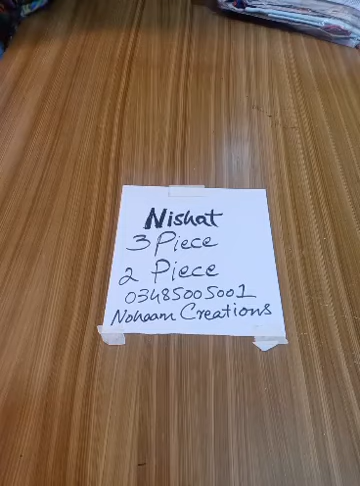 Nishat
3 Piece
2 Piece
03485005001
Nohaam Creations